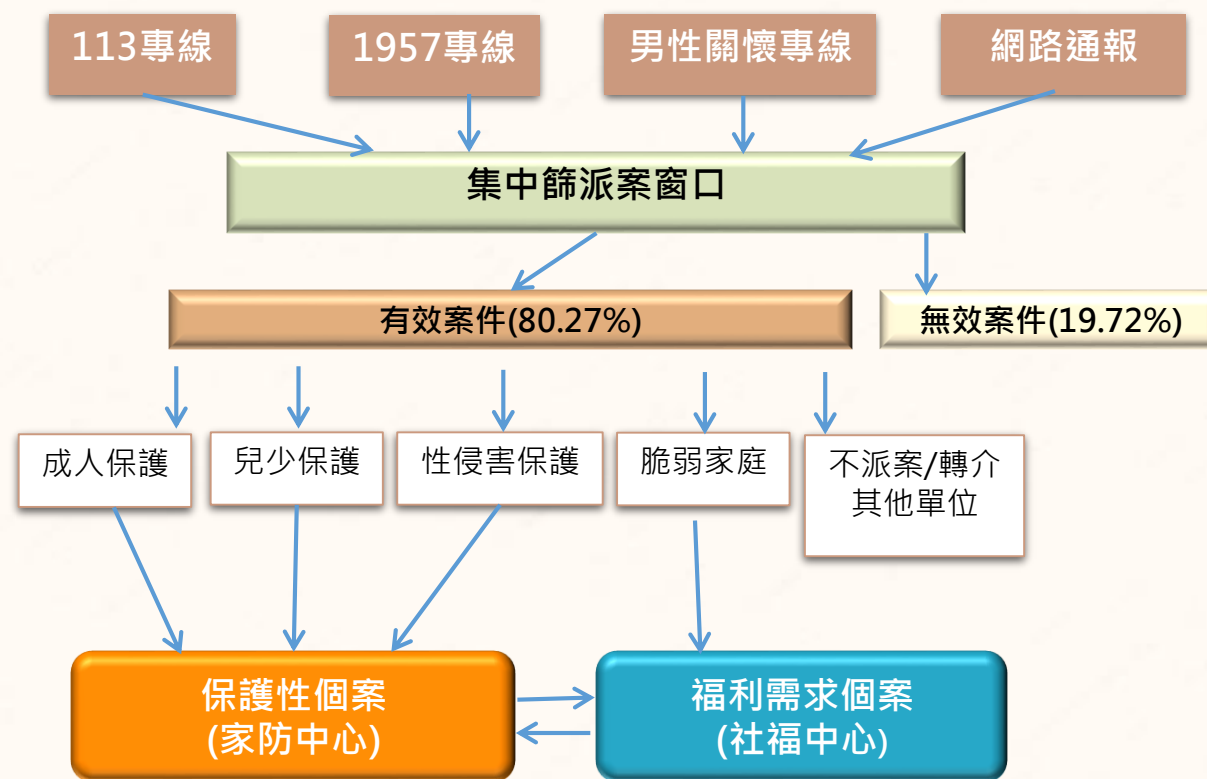 113專線
1957專線
男性關懷專線
網路通報
集中篩派案窗口
有效案件(80.27%)
無效案件(19.72%)
成人保護
兒少保護
性侵害保護
脆弱家庭
不派案/轉介
其他單位
保護性個案
(家防中心)
福利需求個案
(社福中心)